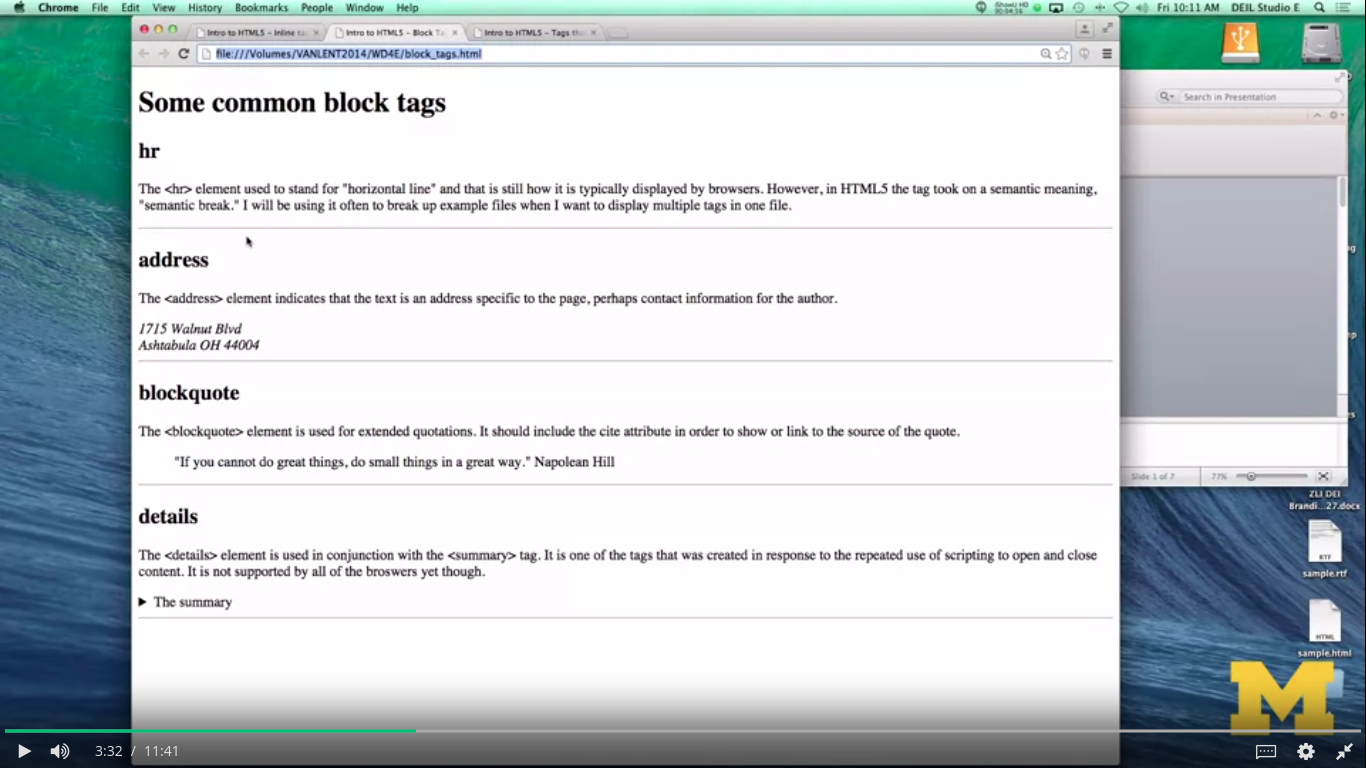 Chrome File Edit View History Bookmarks People Window Help
iShowU HD
00:04:56
Fri 10:11 AM DEIL Studio E
Intro to HTML5 – Inline ta
Intro to HTML5 – Block Ta
Intro to HTML5 – Tags tha
file:///Volumes/VANLENT2014/WD4E/block_tags.html
Search in Presentation
Some common block tags
hr
The <hr> element used to stand for "horizontal line" and that is still how it is typically displayed by browsers. However, in HTML5 the tag took on a semantic meaning,
"semantic break." I will be using it often to break up example files when I want to display multiple tags in one file.
address
The <address> element indicates that the text is an address specific to the page, perhaps contact information for the author.
1715 Walnut Blvd
Ashtabula OH 44004
blockquote
The <blockquote> element is used for extended quotations. It should include the cite attribute in order to show or link to the source of the quote.
"If you cannot do great things, do small things in a great way." Napolean Hill
details
The <details> element is used in conjunction with the <summary> tag. It is one of the tags that was created in response to the repeated use of scripting to open and close
content. It is not supported by all of the broswers yet though.
▶ The summary
Slide 1 of 7
77%
ZLI DEI
Brandi...27.docx
RTF
sample.rtf
HTML
sample.html
M
3:32 / 11:41